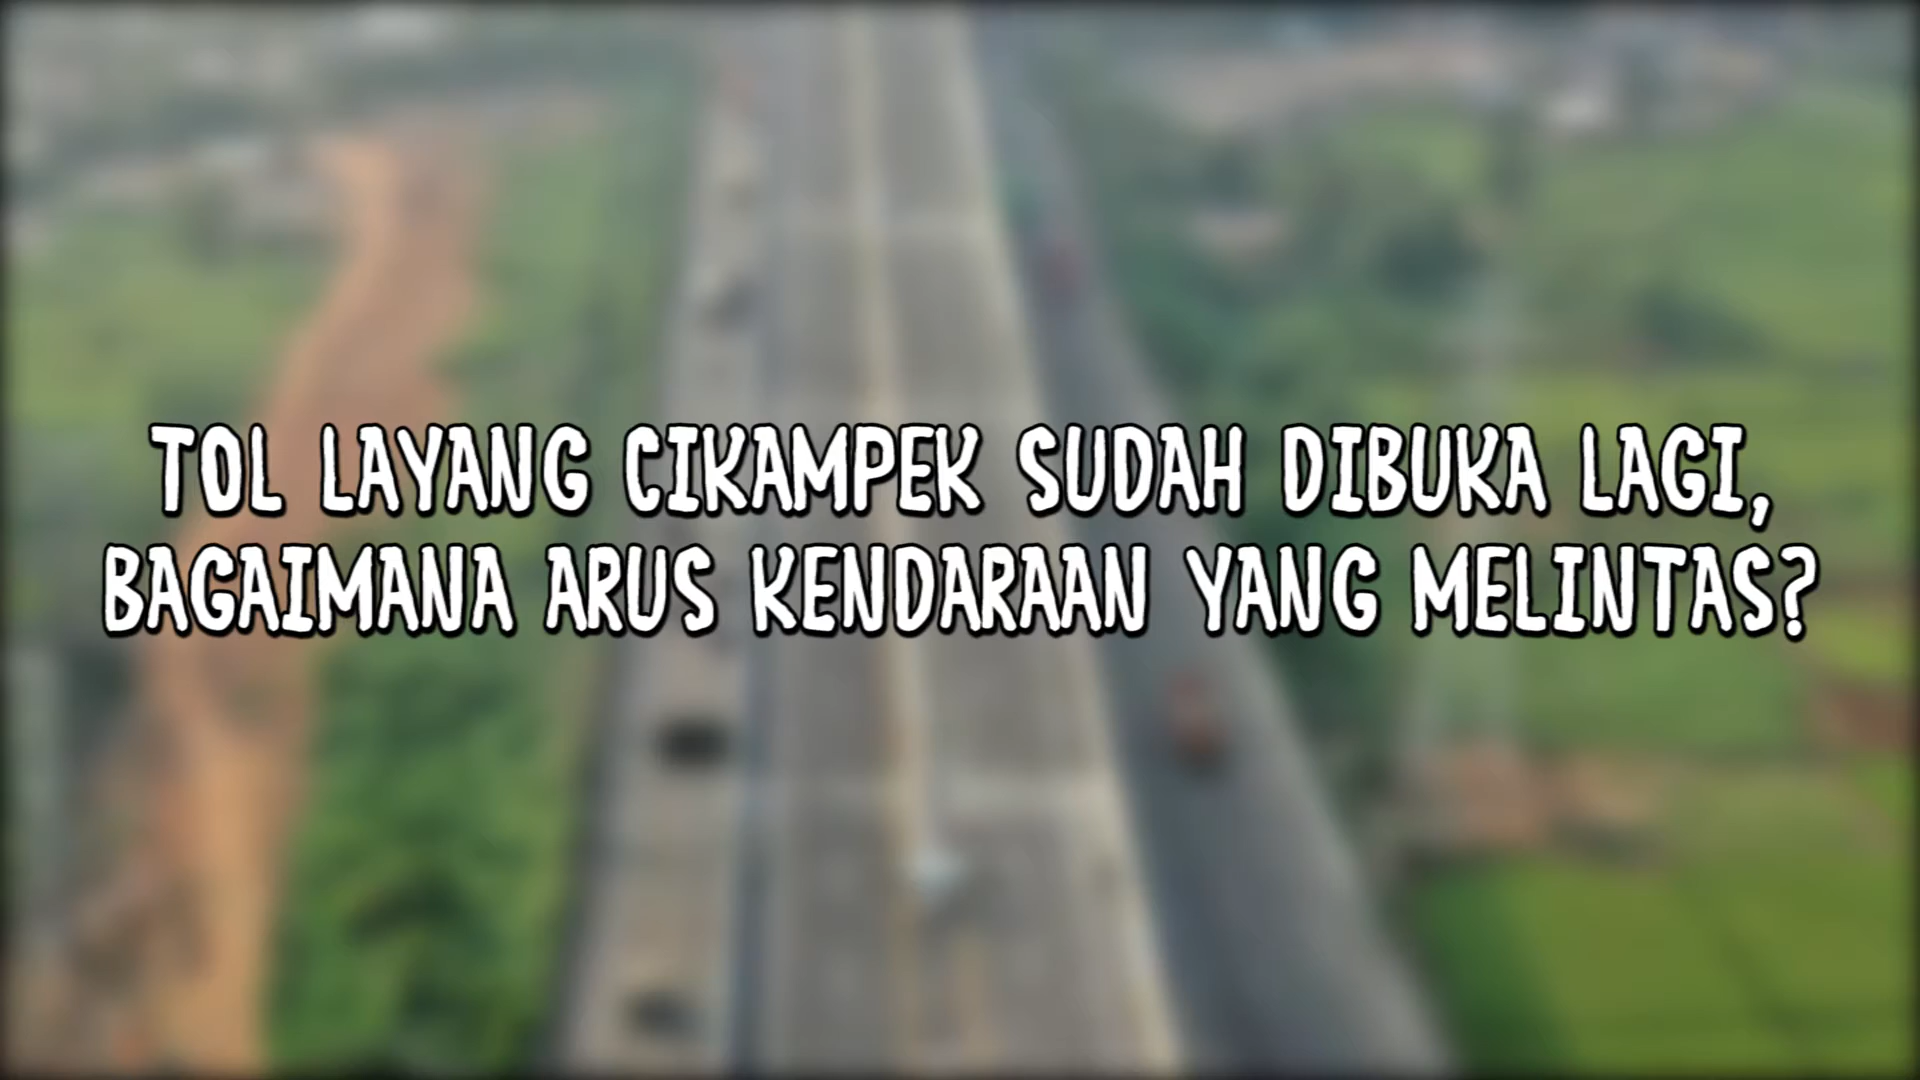 TOL LAYANG CIKAMPEK SUDAH DIBUKA LAGI,
BAGAIMANA ARUS KENDARAAN YANG MELINTAS?